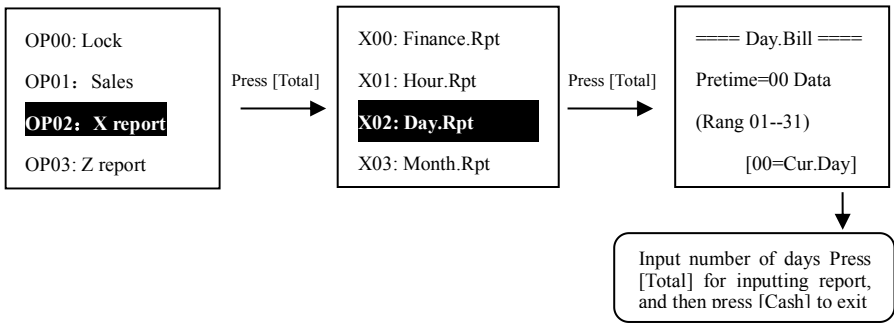 OP00: Lock
OP01：Sales
OP02：X report
OP03: Z report
Press [Total]
X00: Finance.Rpt
X01: Hour.Rpt
X02: Day.Rpt
X03: Month.Rpt
Press [Total]
==== Day.Bill ====
Pretime=00 Data
(Rang 01--31)
[00=Cur.Day]
Input number of days Press
[Total] for inputting report,
and then press [Cash] to exit